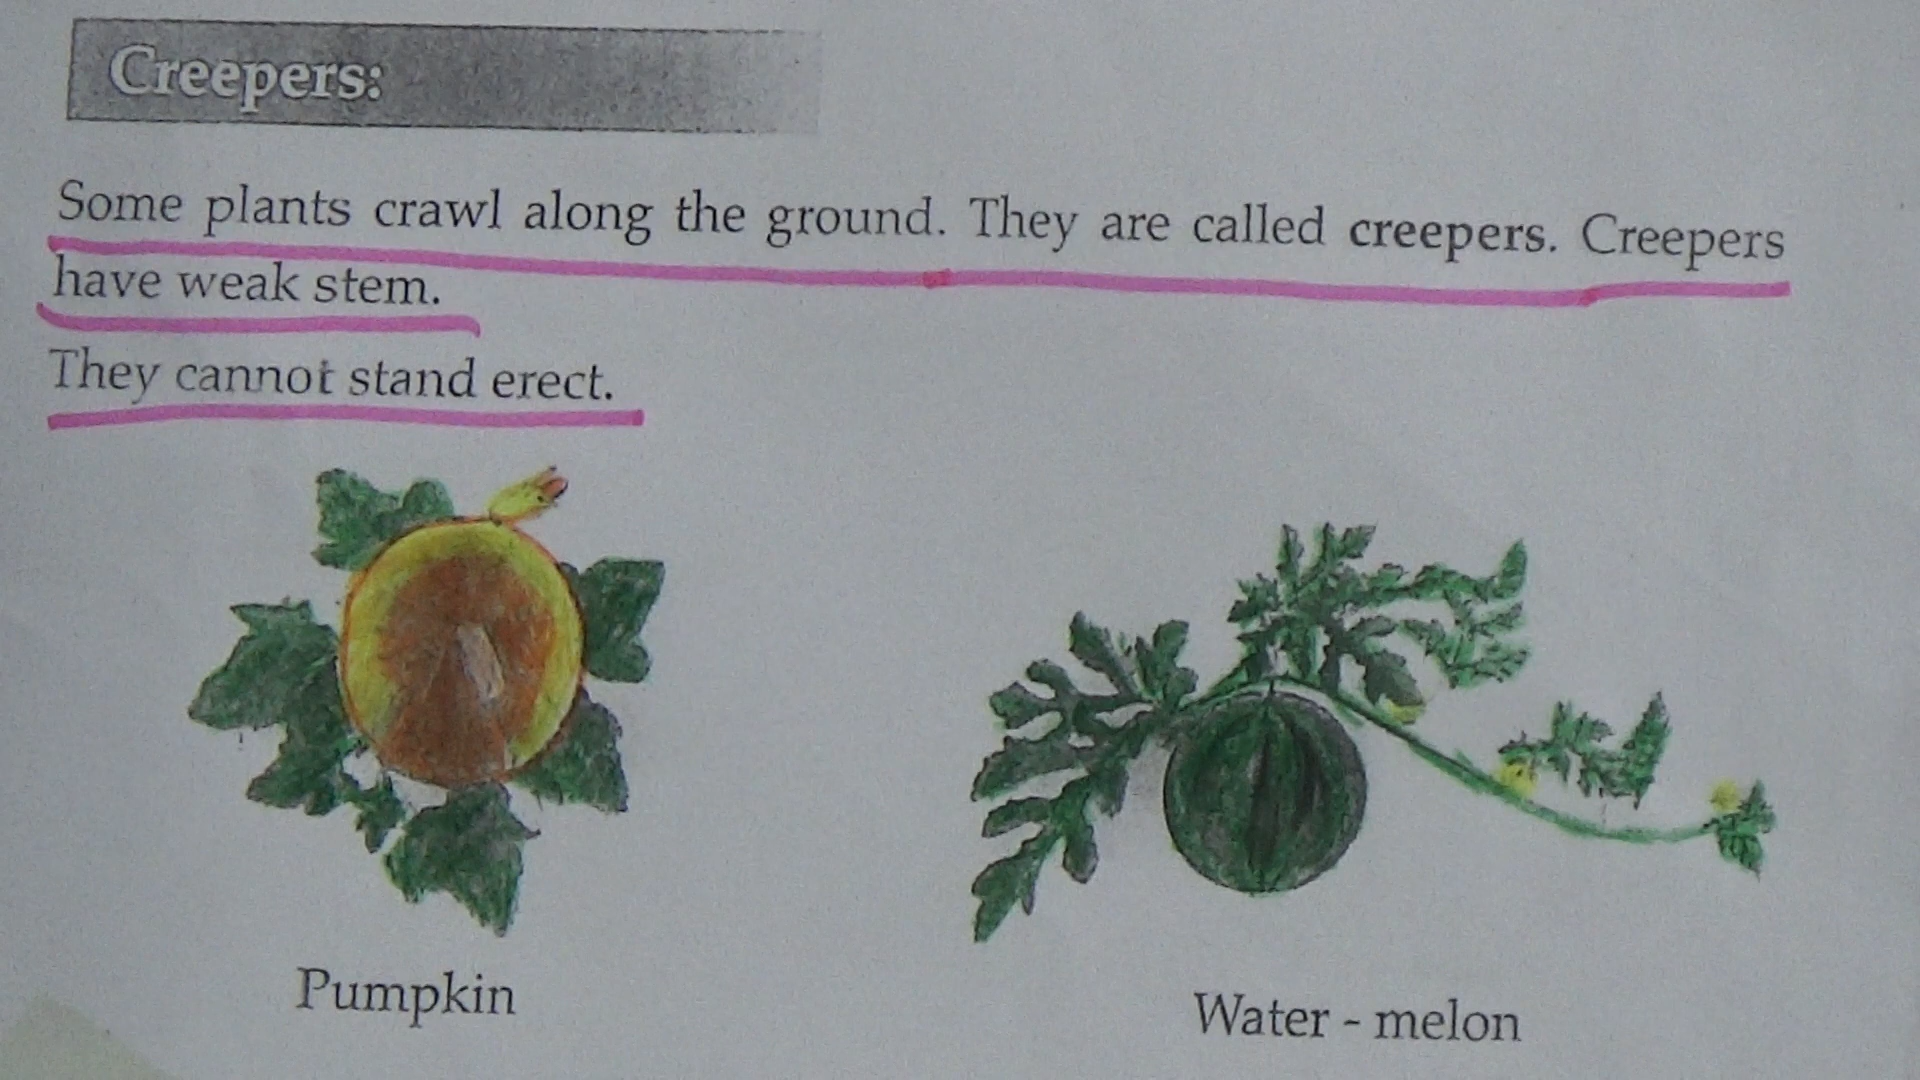 Creepers:
Some plants crawl along the ground. They are called creepers. Creepers
have weak stem.
They cannot stand erect.
Pumpkin
Water - melon